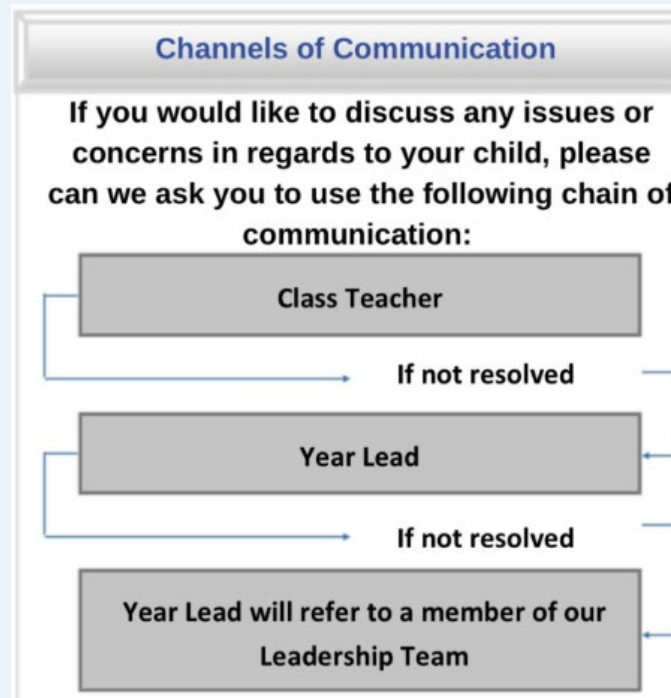 Channels of Communication
If you would like to discuss any issues or
concerns in regards to your child, please
can we ask you to use the following chain of
communication:
Class Teacher
If not resolved
Year Lead
If not resolved
Year Lead will refer to a member of our
Leadership Team